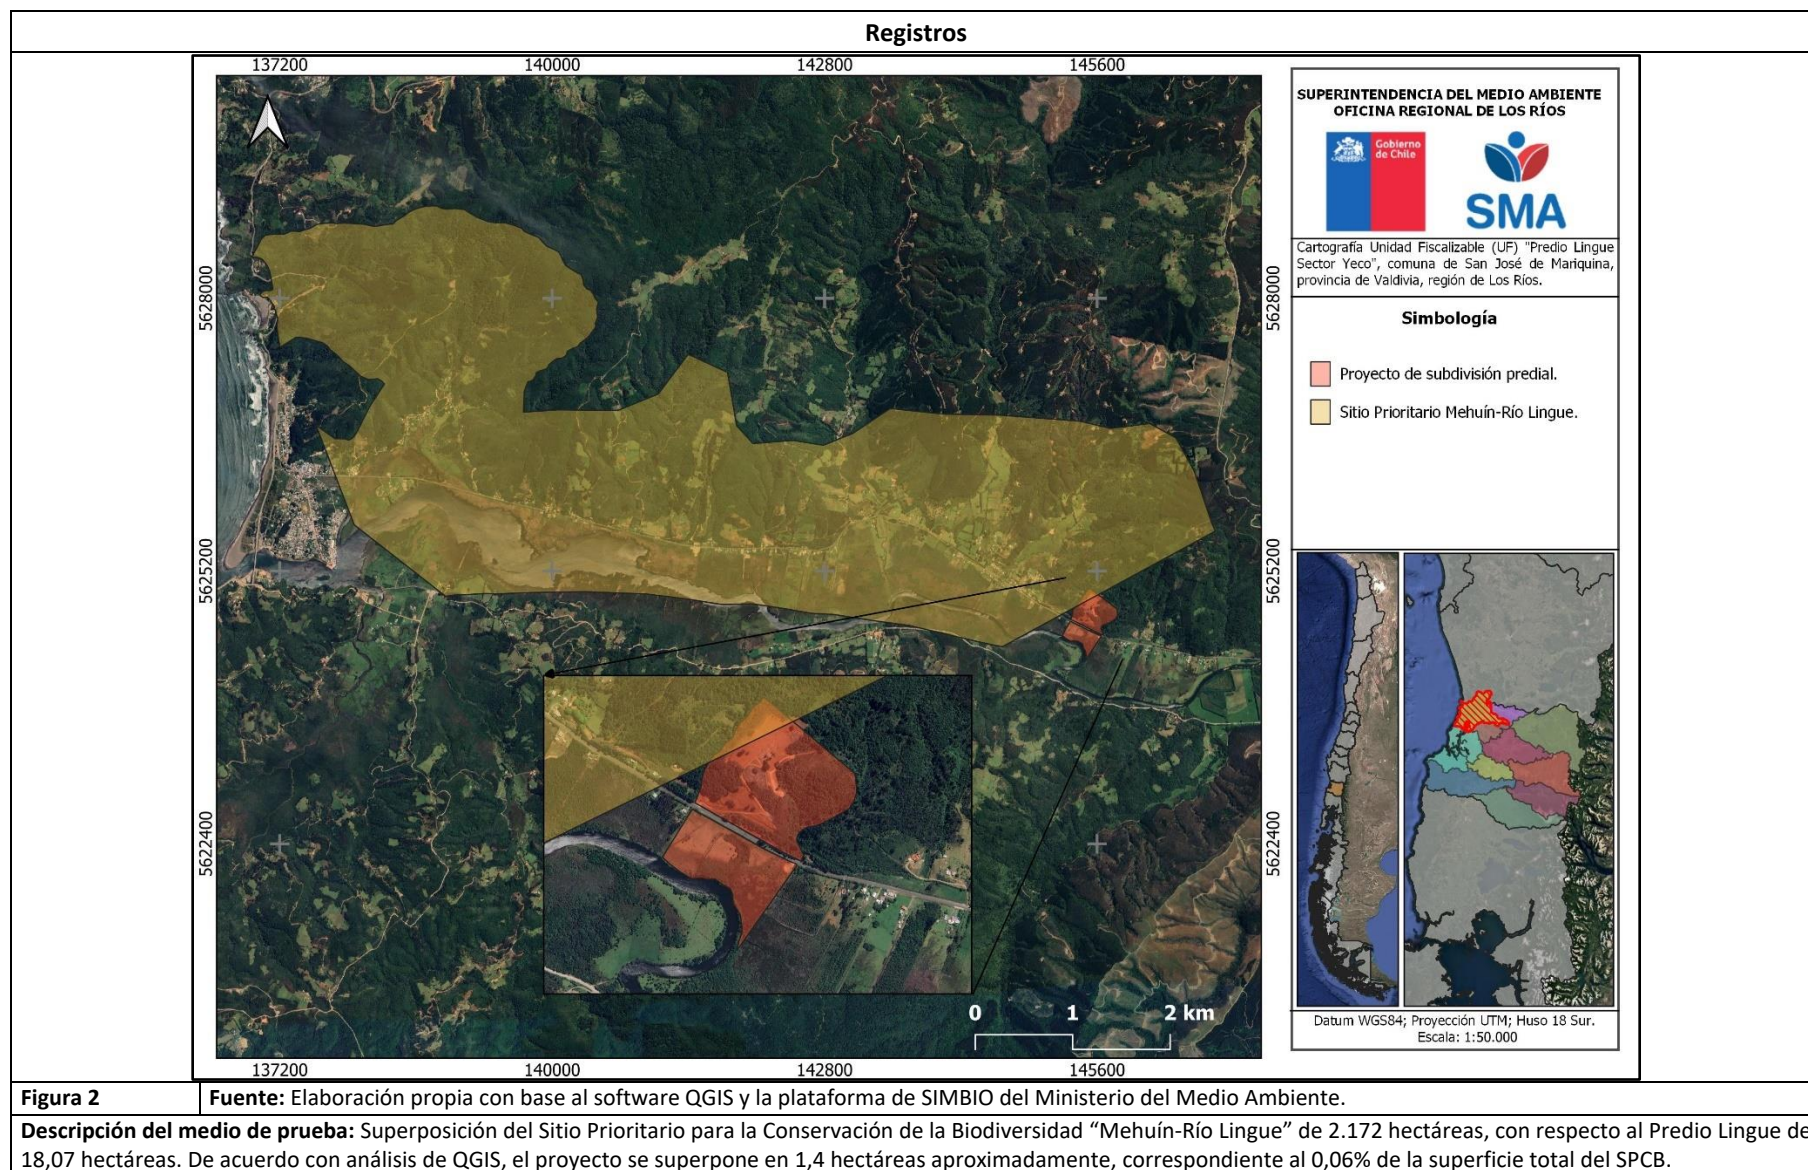 Registros
137200 140000 142800 145600
5628000 5628000
5625200 5625200
5622400 5622400
0 1 2 km
137200 140000 142800 145600
SUPERINTENDENCIA DEL MEDIO AMBIENTE
OFICINA REGIONAL DE LOS RÍOS
Gobierno
de Chile
SMA
Cartografía Unidad Fiscalizable (UF) "Predio Lingue
Sector Yeco", comuna de San José de Mariquina,
provincia de Valdivia, región de Los Ríos.
Simbología
Proyecto de subdivisión predial.
Sitio Prioritario Mehuín-Río Lingue.
Datum WGS84; Proyección UTM; Huso 18 Sur.
Escala: 1:50.000
Figura 2 Fuente: Elaboración propia con base al software QGIS y la plataforma de SIMBIO del Ministerio del Medio Ambiente.
Descripción del medio de prueba: Superposición del Sitio Prioritario para la Conservación de la Biodiversidad “Mehuín-Río Lingue” de 2.172 hectáreas, con respecto al Predio Lingue de
18,07 hectáreas. De acuerdo con análisis de QGIS, el proyecto se superpone en 1,4 hectáreas aproximadamente, correspondiente al 0,06% de la superficie total del SPCB.